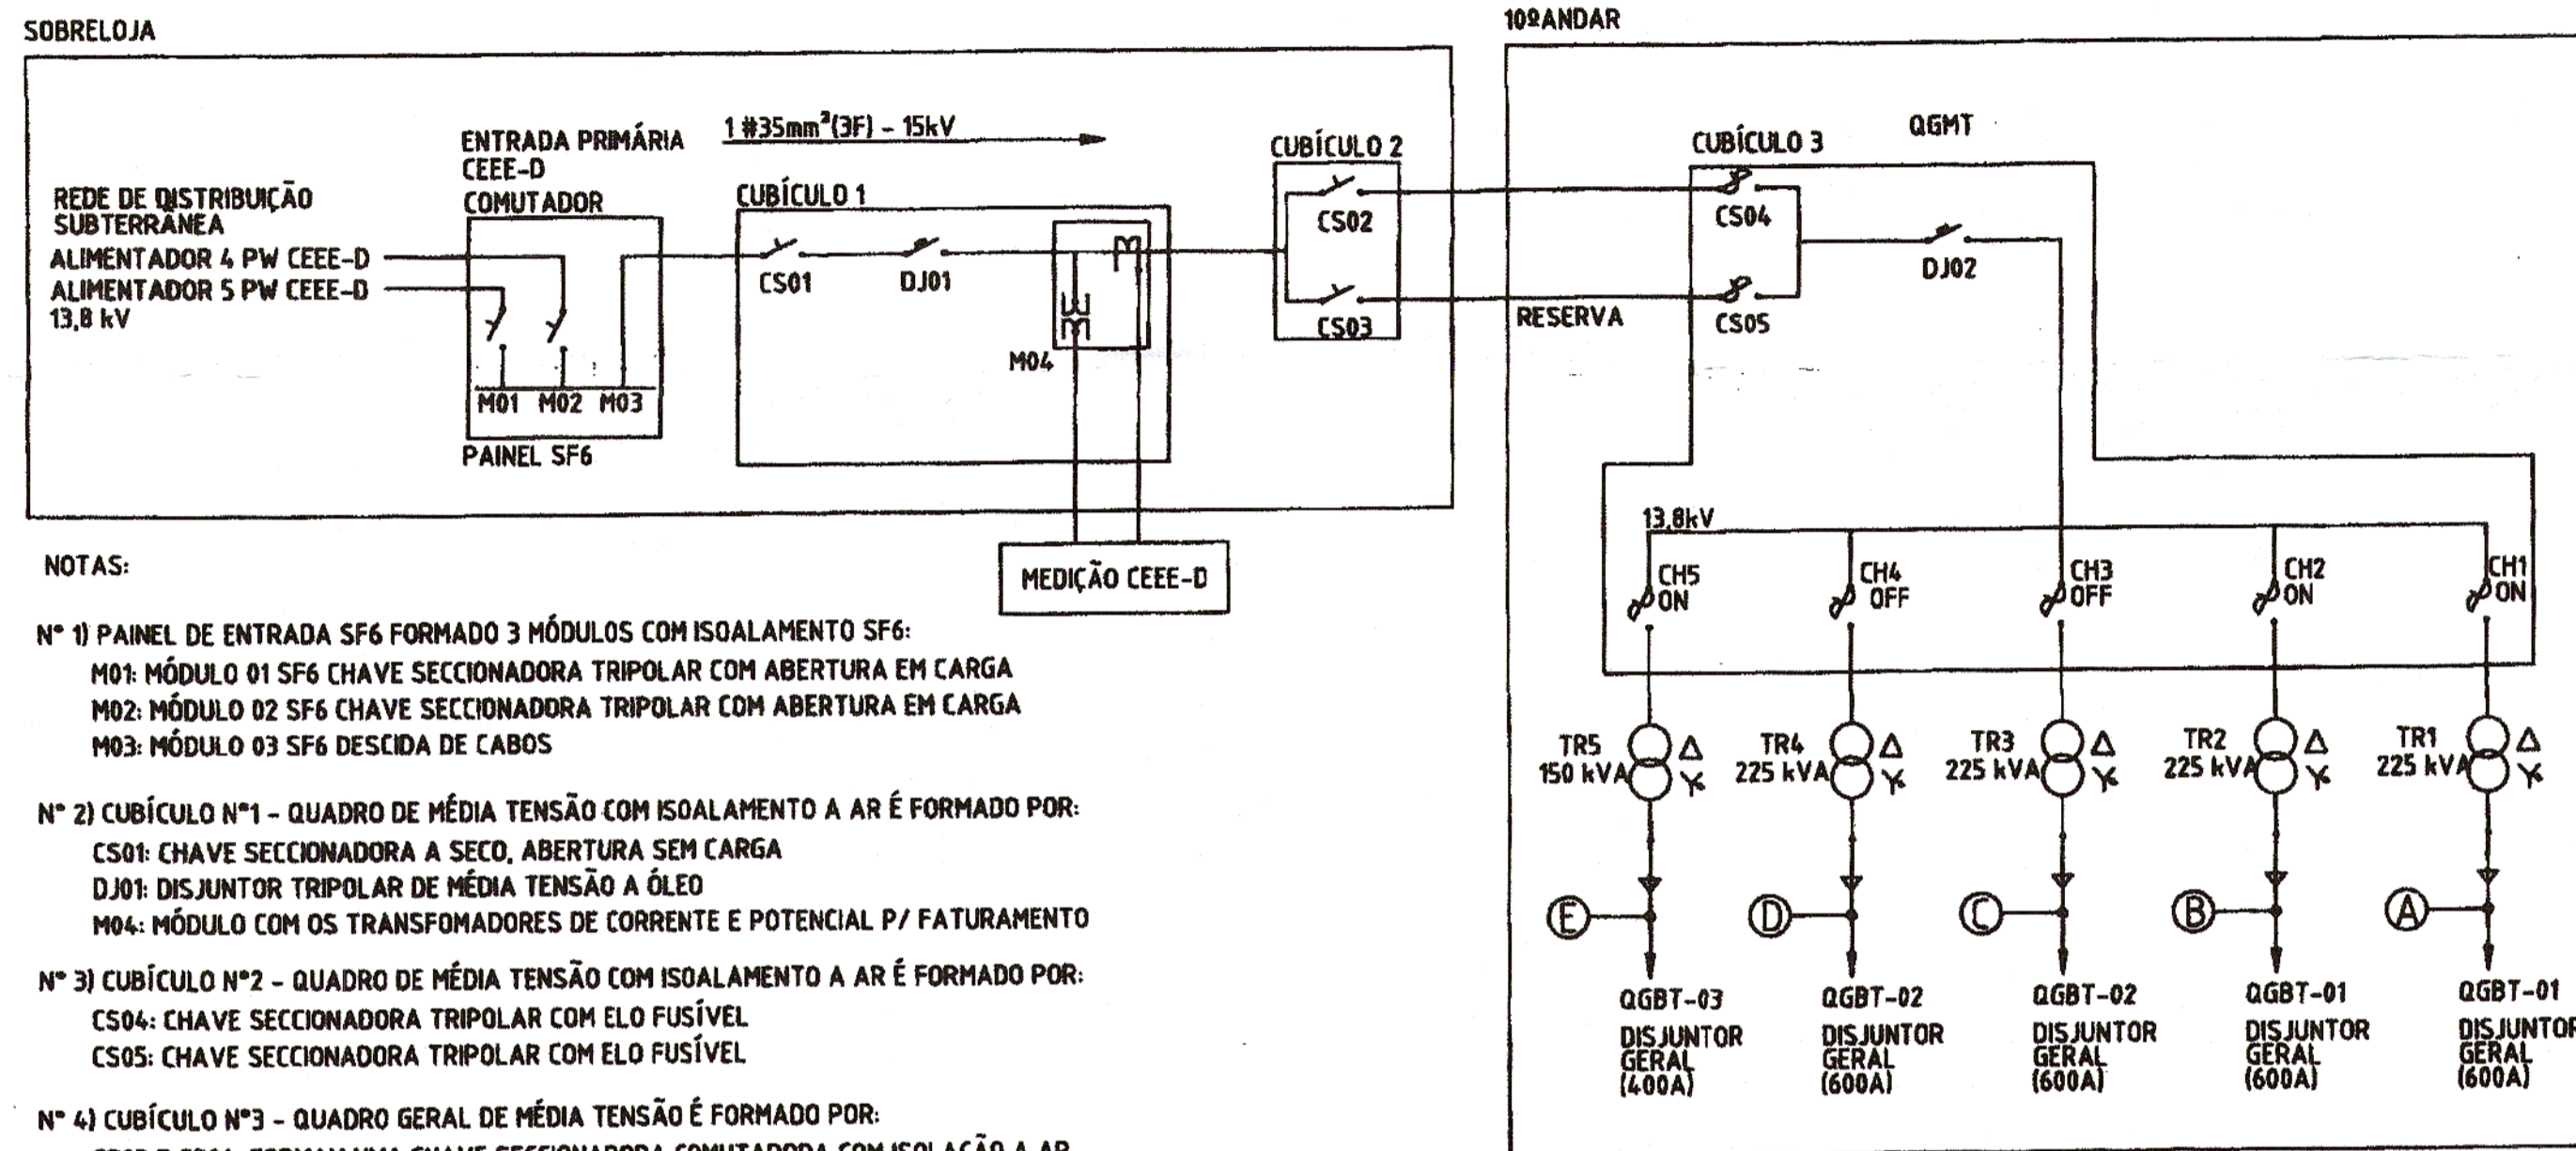 SOBRELOJA
10ºANDAR
REDE DE DISTRIBUIÇÃO
SUBTERRÂNEA
ALIMENTADOR 4 PW CEEE-D
ALIMENTADOR 5 PW CEEE-D
13,8 kV
ENTRADA PRIMÁRIA
CEEE-D
COMUTADOR
M01 M02 M03
PAINEL SF6
1 #35mm²(3F) - 15kV
CUBÍCULO 1
CS01
DJ01
M04
MEDIÇÃO CEEE-D
CUBÍCULO 2
CS02
CS03
RESERVA
CUBÍCULO 3
QGMT
CS04
CS05
DJ02
13,8kV
CH5
ON
CH4
OFF
CH3
OFF
CH2
ON
CH1
ON
TR5
150 kVA
TR4
225 kVA
TR3
225 kVA
TR2
225 kVA
TR1
225 kVA
E
D
C
B
A
QGBT-03
DISJUNTOR
GERAL
(400A)
QGBT-02
DISJUNTOR
GERAL
(600A)
QGBT-02
DISJUNTOR
GERAL
(600A)
QGBT-01
DISJUNTOR
GERAL
(600A)
QGBT-01
DISJUNTOR
GERAL
(600A)
NOTAS:
N° 1) PAINEL DE ENTRADA SF6 FORMADO 3 MÓDULOS COM ISOALAMENTO SF6:
M01: MÓDULO 01 SF6 CHAVE SECCIONADORA TRIPOLAR COM ABERTURA EM CARGA
M02: MÓDULO 02 SF6 CHAVE SECCIONADORA TRIPOLAR COM ABERTURA EM CARGA
M03: MÓDULO 03 SF6 DESCIDA DE CABOS
N° 2) CUBÍCULO N°1 - QUADRO DE MÉDIA TENSÃO COM ISOALAMENTO A AR É FORMADO POR:
CS01: CHAVE SECCIONADORA A SECO, ABERTURA SEM CARGA
DJ01: DISJUNTOR TRIPOLAR DE MÉDIA TENSÃO A ÓLEO
M04: MÓDULO COM OS TRANSFOMADORES DE CORRENTE E POTENCIAL P/ FATURAMENTO
N° 3) CUBÍCULO N°2 - QUADRO DE MÉDIA TENSÃO COM ISOALAMENTO A AR É FORMADO POR:
CS04: CHAVE SECCIONADORA TRIPOLAR COM ELO FUSÍVEL
CS05: CHAVE SECCIONADORA TRIPOLAR COM ELO FUSÍVEL
N° 4) CUBÍCULO N°3 - QUADRO GERAL DE MÉDIA TENSÃO É FORMADO POR: